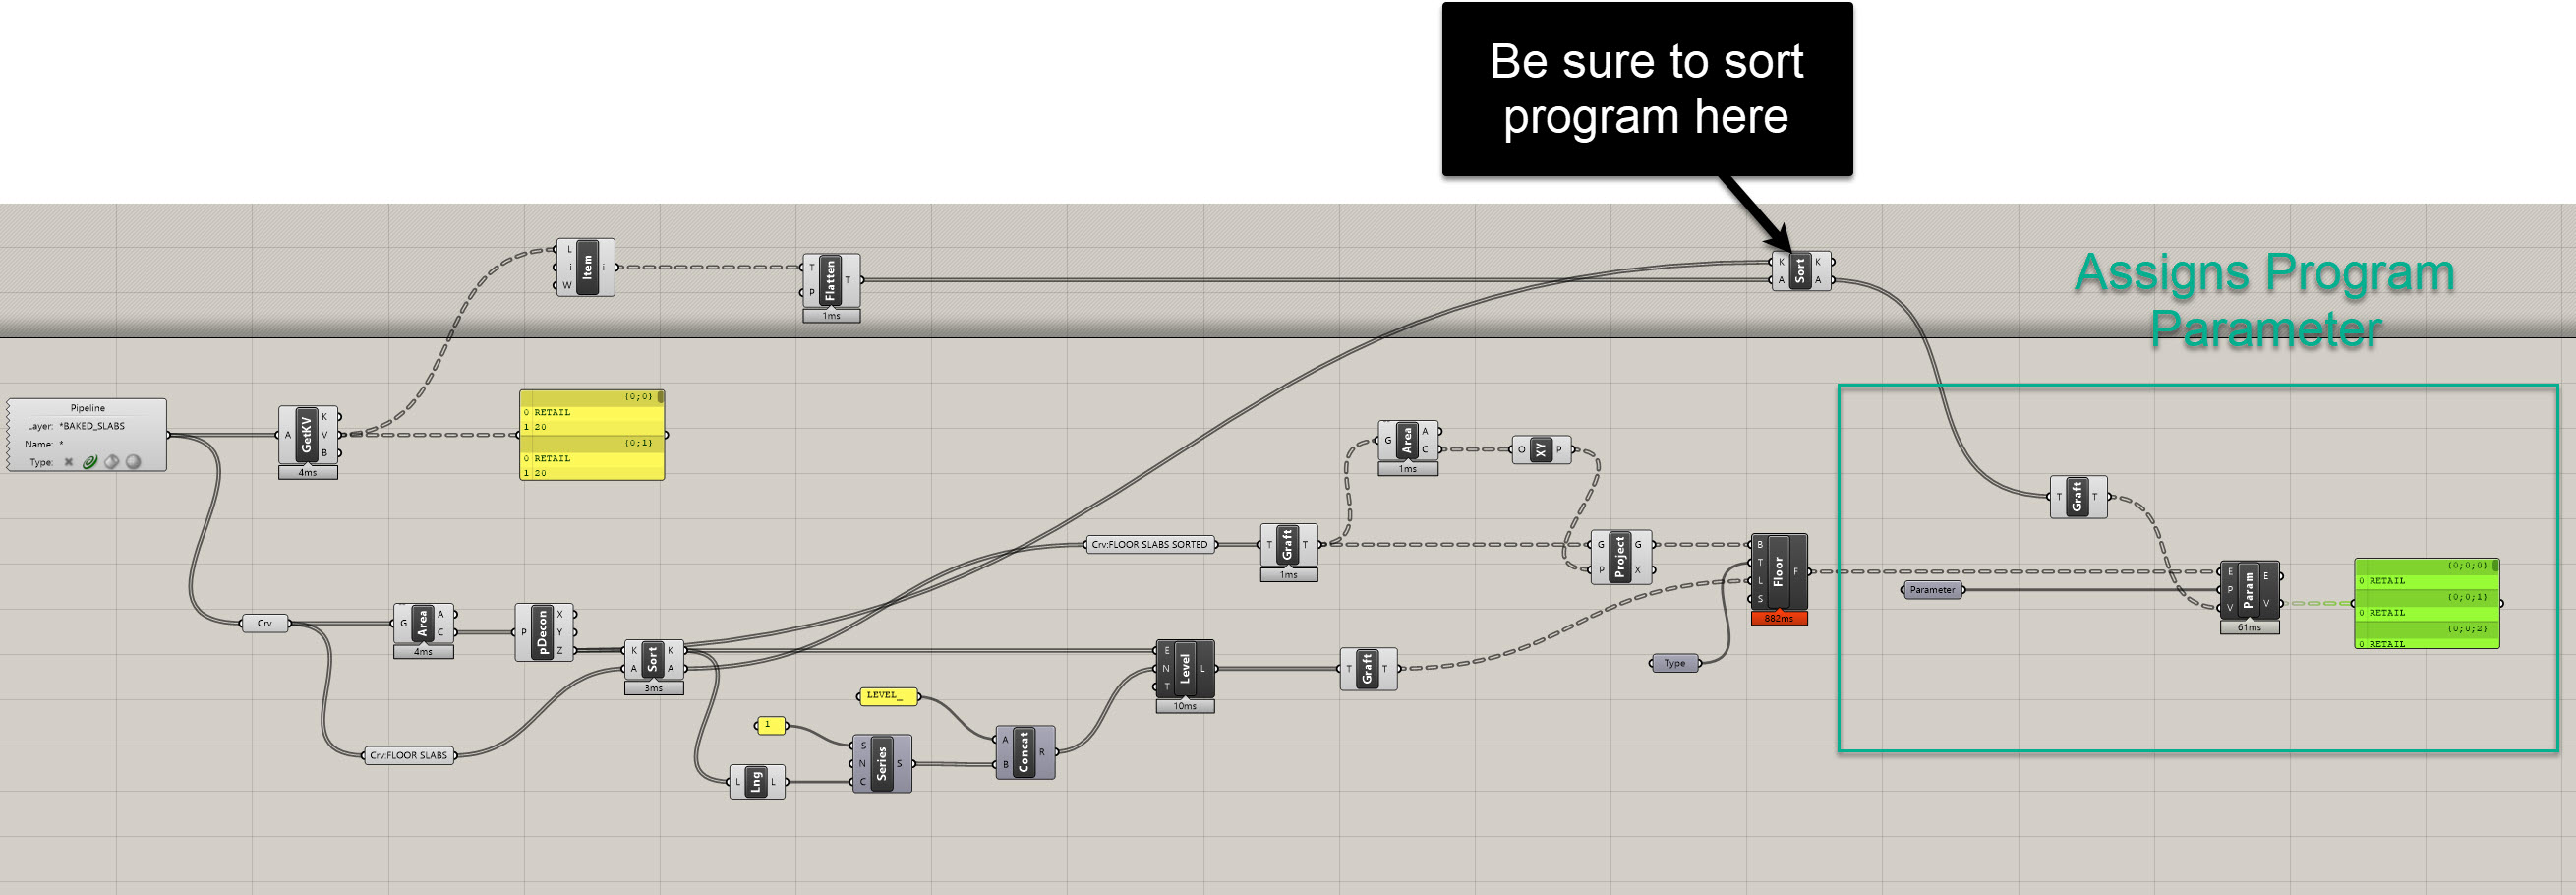 Be sure to sort
program here
Assigns Program
Parameter
L
i
W
Item
i
T
P
Flatten
T
1ms
K
A
Sort
K
A
Pipeline
Layer: *BAKED_SLABS
Name: *
Type:
A
GetKV
K
V
B
4ms
{0;0}
0 RETAIL
1 20
{0;1}
0 RETAIL
1 20
G
Area
A
C
1ms
O
XY
P
T
Graft
T
Crv:FLOOR SLABS SORTED
T
Graft
T
1ms
G
P
Project
G
X
B
T
L
S
Floor
F
882ms
Parameter
E
P
V
Param
E
V
61ms
{0;0;0}
0 RETAIL
{0;0;1}
0 RETAIL
{0;0;2}
0 RETAIL
Crv
G
Area
A
C
4ms
P
pDecon
X
Y
Z
K
A
Sort
K
A
3ms
E
N
T
Level
L
10ms
T
Graft
T
Type
LEVEL_
1
S
N
C
Series
S
A
B
Concat
R
Crv:FLOOR SLABS
L
Lng
L